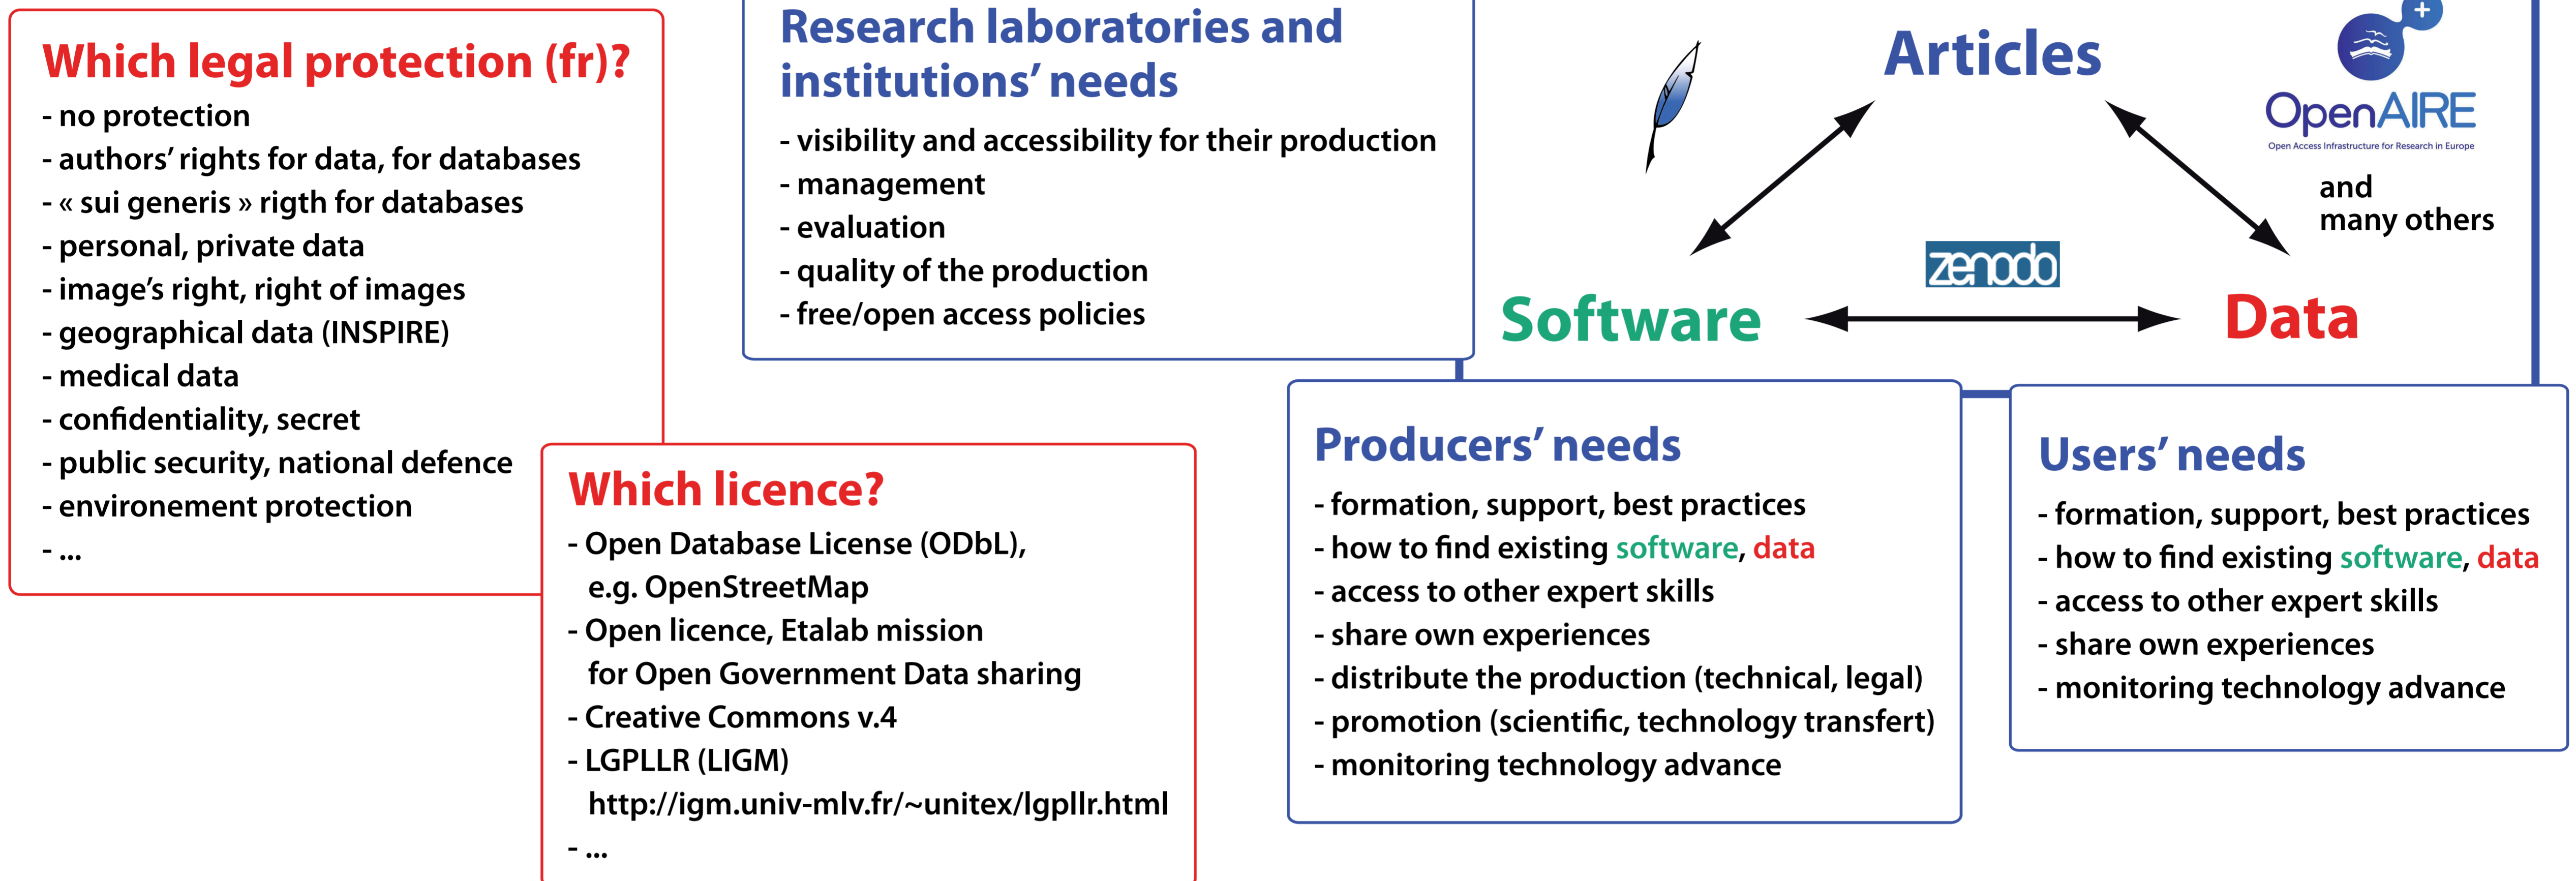 Which legal protection (fr)?
- no protection
- authors’ rights for data, for databases
- « sui generis » rigth for databases
- personal, private data
- image’s right, right of images
- geographical data (INSPIRE)
- medical data
- confidentiality, secret
- public security, national defence
- environement protection
- ...
Which licence?
- Open Database License (ODbL),
e.g. OpenStreetMap
- Open licence, Etalab mission
for Open Government Data sharing
- Creative Commons v.4
- LGPLLR (LIGM)
http://igm.univ-mlv.fr/~unitex/lgpllr.html
- ...
Research laboratories and
institutions’ needs
- visibility and accessibility for their production
- management
- evaluation
- quality of the production
- free/open access policies
Articles
OpenAIRE
Open Access Infrastructure for Research in Europe
and
many others
zenodo
Software
Data
Producers’ needs
- formation, support, best practices
- how to find existing software, data
- access to other expert skills
- share own experiences
- distribute the production (technical, legal)
- promotion (scientific, technology transfert)
- monitoring technology advance
Users’ needs
- formation, support, best practices
- how to find existing software, data
- access to other expert skills
- share own experiences
- monitoring technology advance